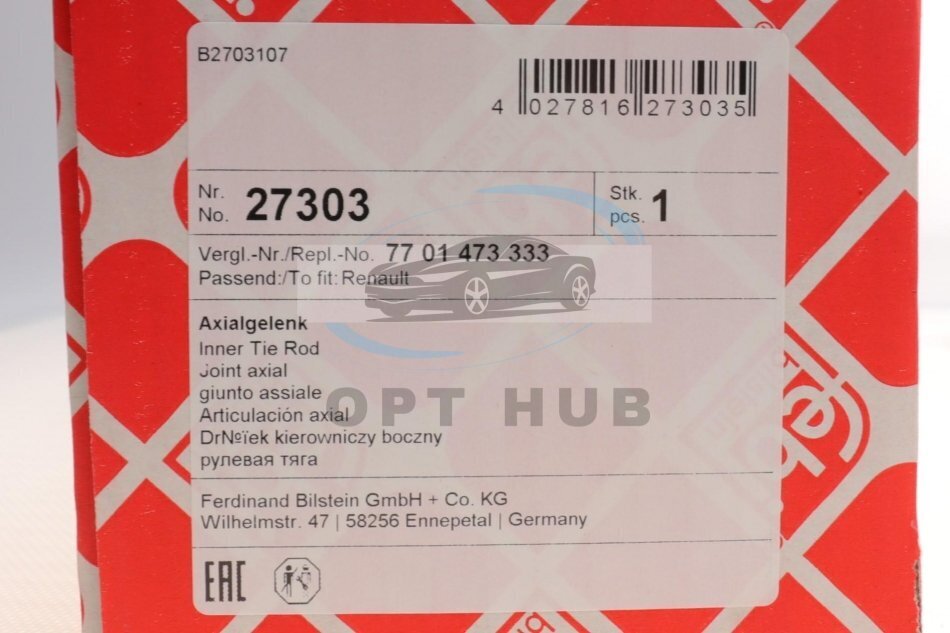 B2703107
4 027816 273035
Nr.
No. 27303
Stk.
pcs. 1
Vergl.-Nr./Repl.-No. 77 01 473 333
Passend:/To fit: Renault
Axialgelenk
Inner Tie Rod
Joint axial
giunto assiale
Articulación axial
DrNºïek kierowniczy boczny
рулевая тяга
OPT HUB
Ferdinand Bilstein GmbH + Co. KG
Wilhelmstr. 47 | 58256 Ennepetal | Germany
EAC
febi